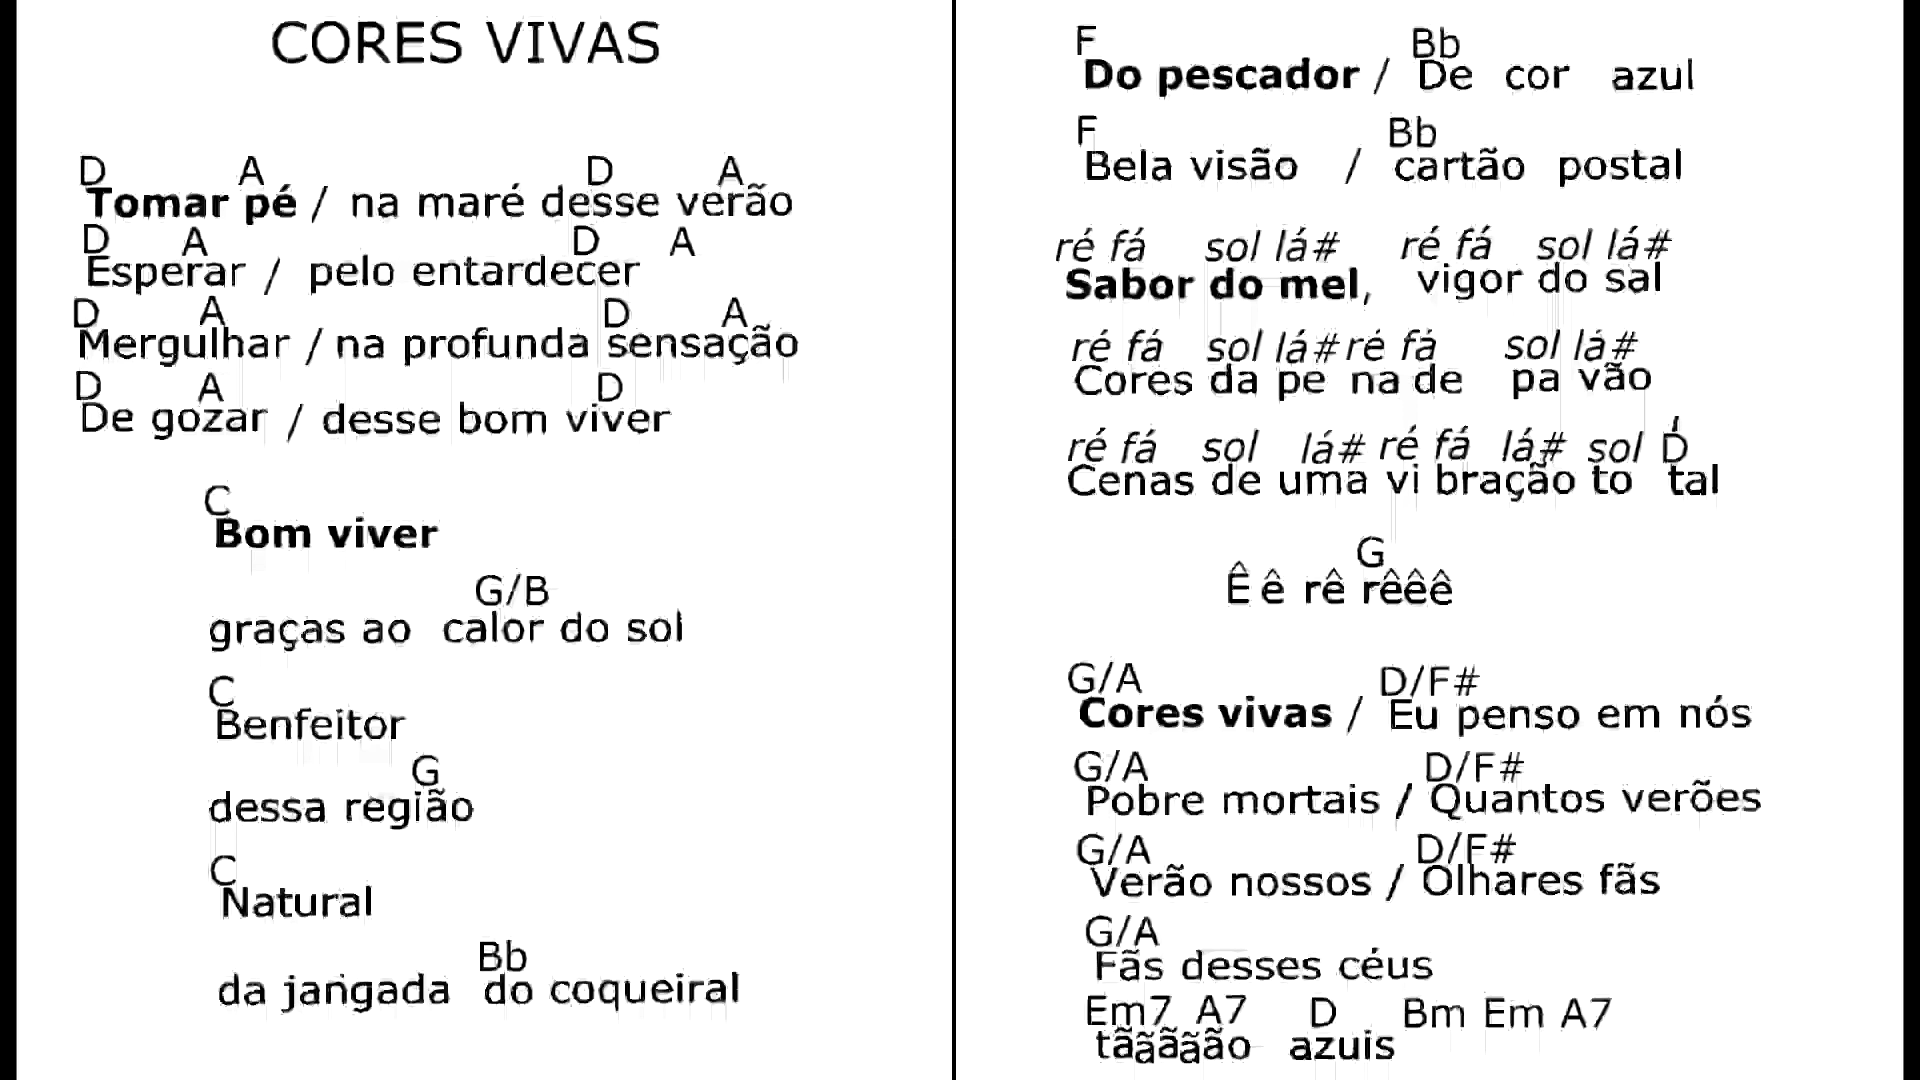 CORES VIVAS
D A D A
Tomar pé / na maré desse verão
D A D A
Esperar / pelo entardecer
D A D A
Mergulhar / na profunda sensação
D A D
De gozar / desse bom viver
C
Bom viver
G/B
graças ao calor do sol
C
Benfeitor
G
dessa região
C
Natural
Bb
da jangada do coqueiral
F Bb
Do pescador / De cor azul
F Bb
Bela visão / cartão postal
ré fá sol lá# ré fá sol lá#
Sabor do mel, vigor do sal
ré fá sol lá# ré fá sol lá#
Cores da pe na de pa vão
ré fá sol lá# ré fá lá# sol D
Cenas de uma vi bração to tal
G
Ê ê rê rêêê
G/A D/F#
Cores vivas / Eu penso em nós
G/A D/F#
Pobre mortais / Quantos verões
G/A D/F#
Verão nossos / Olhares fãs
G/A
Fãs desses céus
Em7 A7 D Bm Em A7
tãããããão azuis